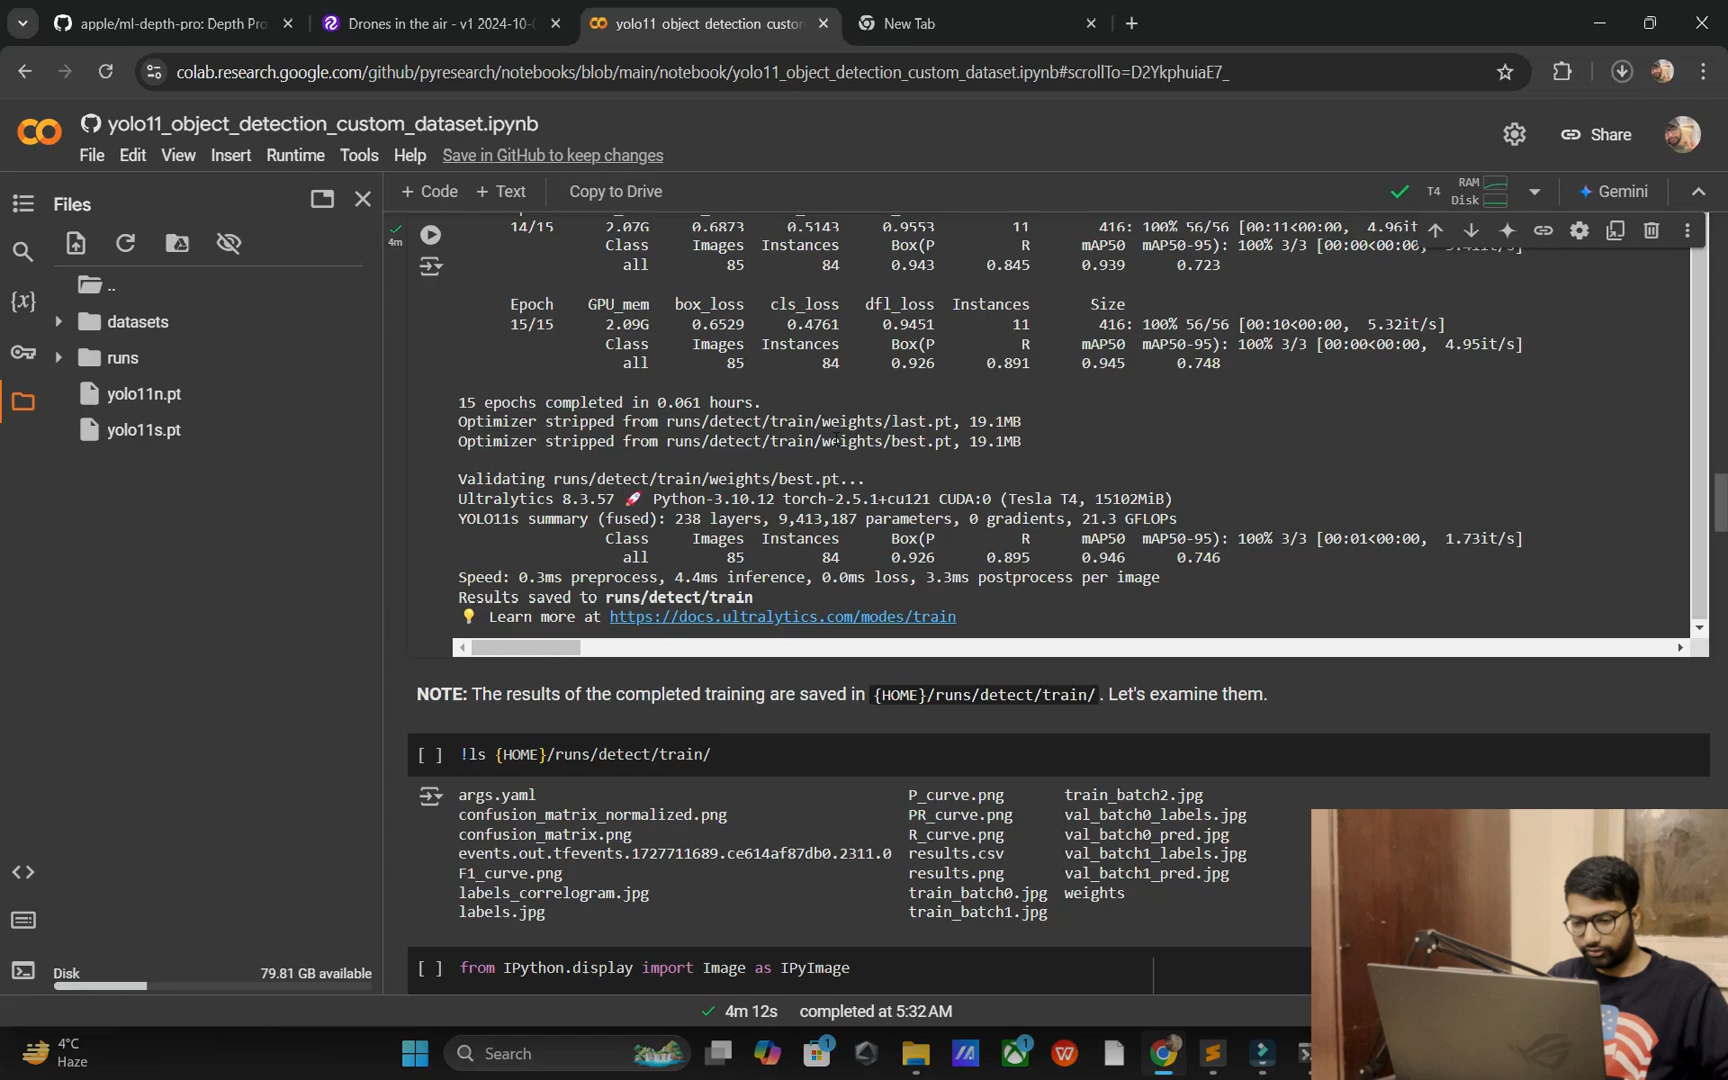 apple/ml-depth-pro: Depth Pro
Drones in the air - v1 2024-10-
yolo11 object detection custo
New Tab
colab.research.google.com/github/pyresearch/notebooks/blob/main/notebook/yolo11_object_detection_custom_dataset.ipynb#scrollTo=D2YkphuiaE7_
yolo11_object_detection_custom_dataset.ipynb
Share
File Edit View Insert Runtime Tools Help Save in GitHub to keep changes
Files
+ Code + Text Copy to Drive
T4 RAM Disk Gemini
..
datasets
runs
yolo11n.pt
yolo11s.pt
Disk 79.81 GB available
4m
14/15 2.07G 0.6873 0.5143 0.9553 11 416: 100% 56/56 [00:11<00:00, 4.96it
Class Images Instances Box(P R mAP50 mAP50-95): 100% 3/3 [00:00<00:00,
all 85 84 0.943 0.845 0.939 0.723
Epoch GPU_mem box_loss cls_loss dfl_loss Instances Size
15/15 2.09G 0.6529 0.4761 0.9451 11 416: 100% 56/56 [00:10<00:00, 5.32it/s]
Class Images Instances Box(P R mAP50 mAP50-95): 100% 3/3 [00:00<00:00, 4.95it/s]
all 85 84 0.926 0.891 0.945 0.748
15 epochs completed in 0.061 hours.
Optimizer stripped from runs/detect/train/weights/last.pt, 19.1MB
Optimizer stripped from runs/detect/train/weights/best.pt, 19.1MB
Validating runs/detect/train/weights/best.pt...
Ultralytics 8.3.57 🚀 Python-3.10.12 torch-2.5.1+cu121 CUDA:0 (Tesla T4, 15102MiB)
YOLO11s summary (fused): 238 layers, 9,413,187 parameters, 0 gradients, 21.3 GFLOPs
Class Images Instances Box(P R mAP50 mAP50-95): 100% 3/3 [00:01<00:00, 1.73it/s]
all 85 84 0.926 0.895 0.946 0.746
Speed: 0.3ms preprocess, 4.4ms inference, 0.0ms loss, 3.3ms postprocess per image
Results saved to runs/detect/train
💡 Learn more at https://docs.ultralytics.com/modes/train
NOTE: The results of the completed training are saved in {HOME}/runs/detect/train/. Let's examine them.
[ ] !ls {HOME}/runs/detect/train/
args.yaml P_curve.png train_batch2.jpg
confusion_matrix_normalized.png PR_curve.png val_batch0_labels.jpg
confusion_matrix.png R_curve.png val_batch0_pred.jpg
events.out.tfevents.1727711689.ce614af87db0.2311.0 results.csv val_batch1_labels.jpg
F1_curve.png results.png val_batch1_pred.jpg
labels_correlogram.jpg train_batch0.jpg weights
labels.jpg train_batch1.jpg
[ ] from IPython.display import Image as IPyImage
4m 12s completed at 5:32 AM
4°C
Haze
Search
1
1